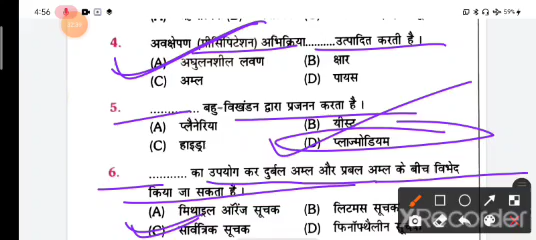 4:56
59%
4. अवक्षेपण (प्रीसिपिटेशन) अभिक्रिया.........उत्पादित करती है।
(A) अघुलनशील लवण (B) क्षार
(C) अम्ल (D) पायस
5. ............ बहु-विखंडन द्वारा प्रजनन करता है।
(A) प्लैनेरिया (B) यीस्ट
(C) हाइड्रा (D) प्लाज्मोडियम
6. ........... का उपयोग कर दुर्बल अम्ल और प्रबल अम्ल के बीच विभेद
किया जा सकता है।
(A) मिथाइल ऑरेंज सूचक (B) लिटमस सूचक
(C) सार्वत्रिक सूचक (D) फिनॉफ्थैलीन सूचक